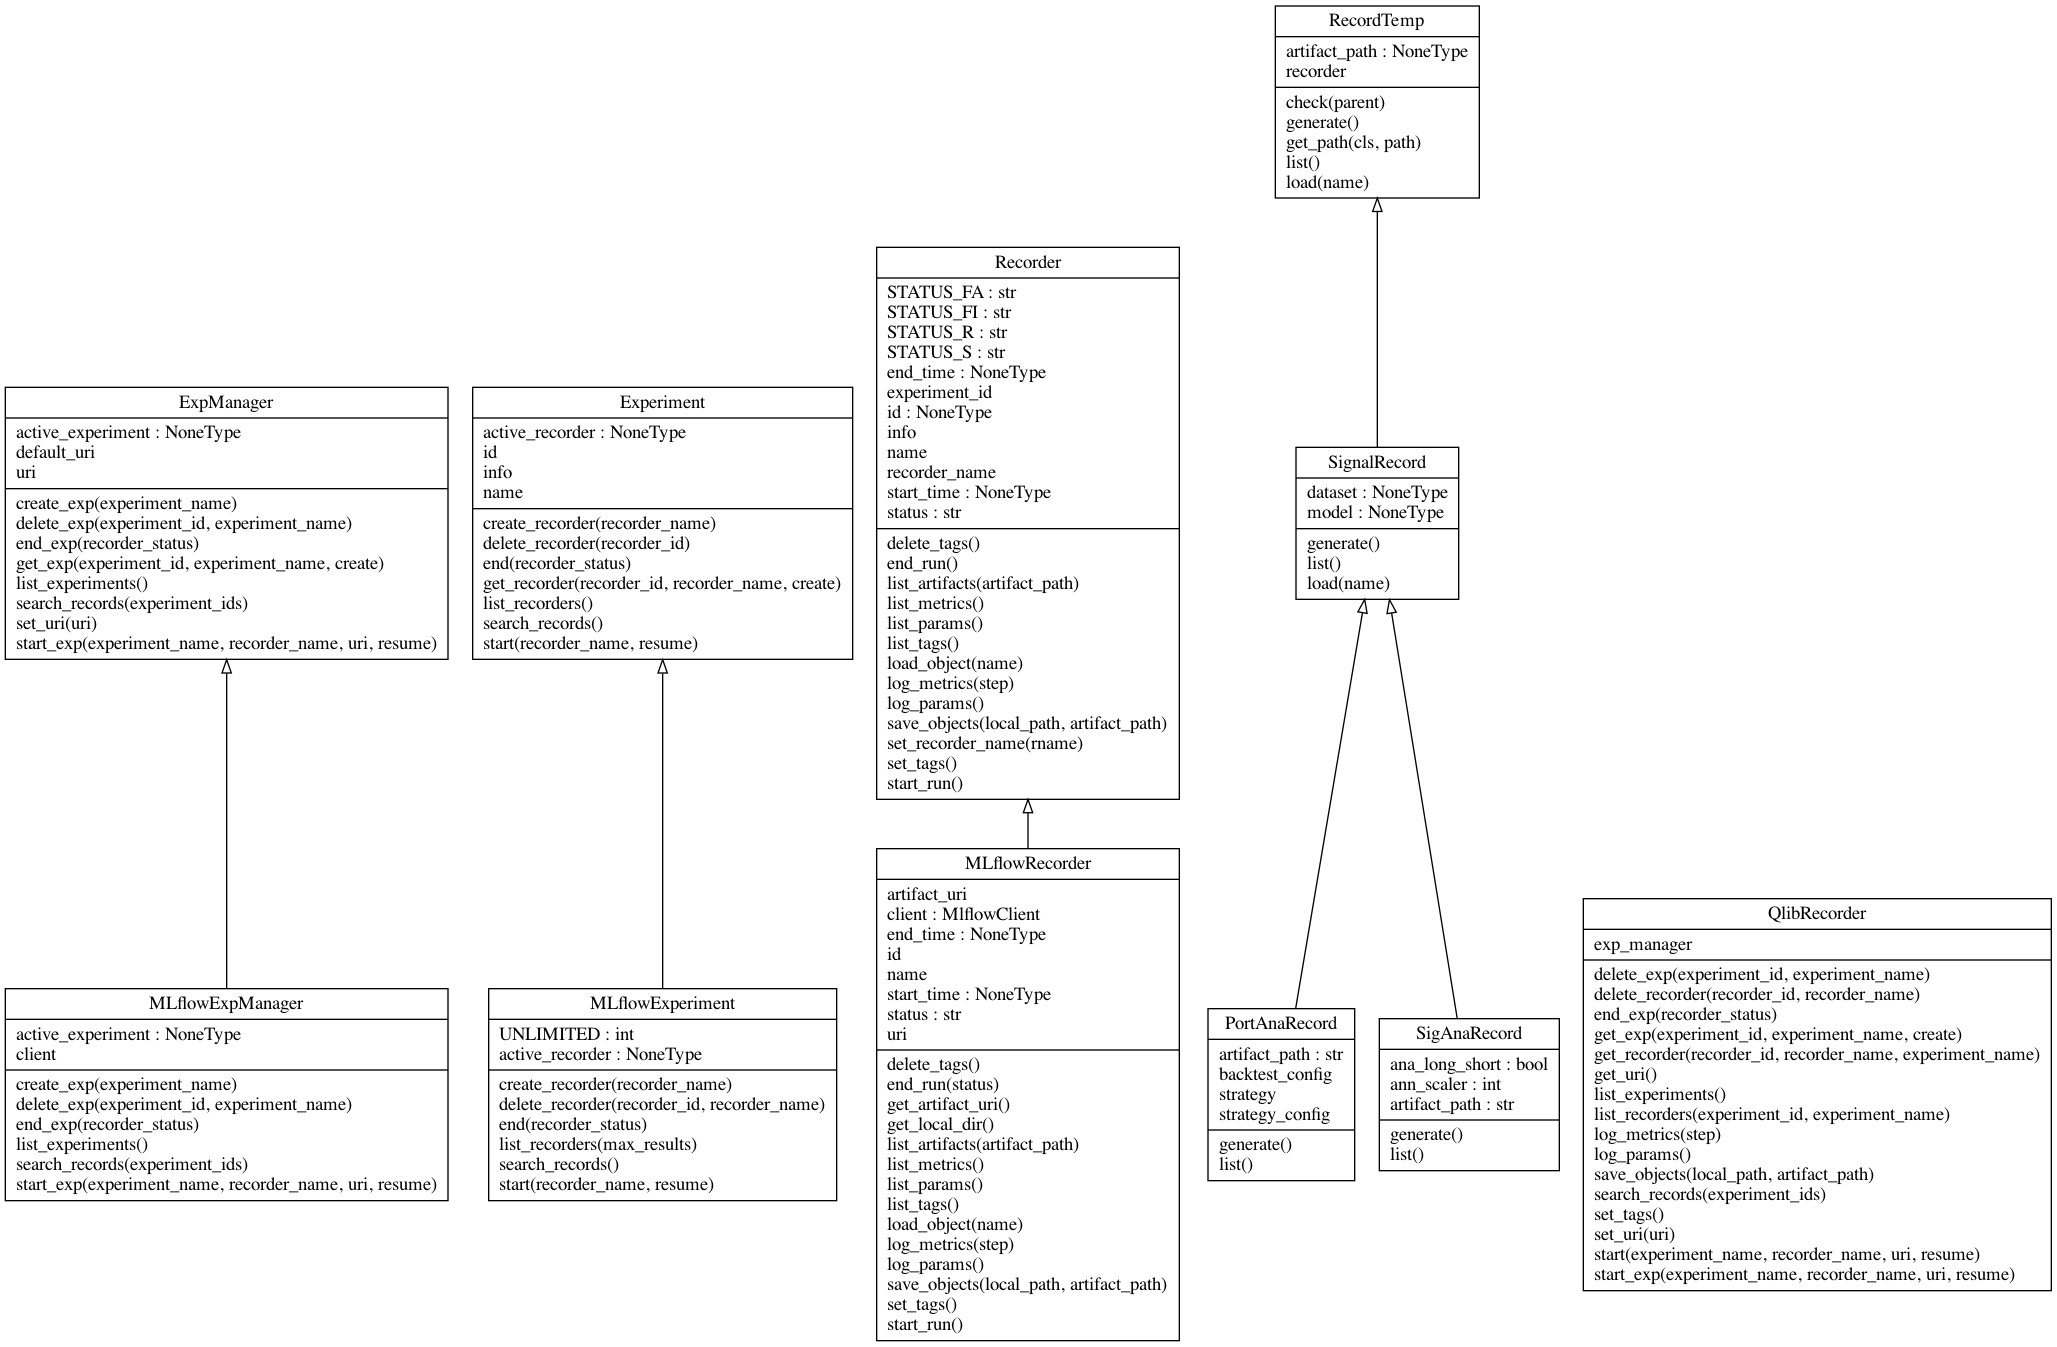 RecordTemp
artifact_path : NoneType
recorder
check(parent)
generate()
get_path(cls, path)
list()
load(name)
Recorder
STATUS_FA : str
STATUS_FI : str
STATUS_R : str
STATUS_S : str
end_time : NoneType
experiment_id
id : NoneType
info
name
recorder_name
start_time : NoneType
status : str
delete_tags()
end_run()
list_artifacts(artifact_path)
list_metrics()
list_params()
list_tags()
load_object(name)
log_metrics(step)
log_params()
save_objects(local_path, artifact_path)
set_recorder_name(rname)
set_tags()
start_run()
ExpManager
active_experiment : NoneType
default_uri
uri
create_exp(experiment_name)
delete_exp(experiment_id, experiment_name)
end_exp(recorder_status)
get_exp(experiment_id, experiment_name, create)
list_experiments()
search_records(experiment_ids)
set_uri(uri)
start_exp(experiment_name, recorder_name, uri, resume)
Experiment
active_recorder : NoneType
id
info
name
create_recorder(recorder_name)
delete_recorder(recorder_id)
end(recorder_status)
get_recorder(recorder_id, recorder_name, create)
list_recorders()
search_records()
start(recorder_name, resume)
SignalRecord
dataset : NoneType
model : NoneType
generate()
list()
load(name)
MLflowRecorder
artifact_uri
client : MlflowClient
end_time : NoneType
id
name
start_time : NoneType
status : str
uri
delete_tags()
end_run(status)
get_artifact_uri()
get_local_dir()
list_artifacts(artifact_path)
list_metrics()
list_params()
list_tags()
load_object(name)
log_metrics(step)
log_params()
save_objects(local_path, artifact_path)
set_tags()
start_run()
MLflowExpManager
active_experiment : NoneType
client
create_exp(experiment_name)
delete_exp(experiment_id, experiment_name)
end_exp(recorder_status)
list_experiments()
search_records(experiment_ids)
start_exp(experiment_name, recorder_name, uri, resume)
MLflowExperiment
UNLIMITED : int
active_recorder : NoneType
create_recorder(recorder_name)
delete_recorder(recorder_id, recorder_name)
end(recorder_status)
list_recorders(max_results)
search_records()
start(recorder_name, resume)
PortAnaRecord
artifact_path : str
backtest_config
strategy
strategy_config
generate()
list()
SigAnaRecord
ana_long_short : bool
ann_scaler : int
artifact_path : str
generate()
list()
QlibRecorder
exp_manager
delete_exp(experiment_id, experiment_name)
delete_recorder(recorder_id, recorder_name)
end_exp(recorder_status)
get_exp(experiment_id, experiment_name, create)
get_recorder(recorder_id, recorder_name, experiment_name)
get_uri()
list_experiments()
list_recorders(experiment_id, experiment_name)
log_metrics(step)
log_params()
save_objects(local_path, artifact_path)
search_records(experiment_ids)
set_tags()
set_uri(uri)
start(experiment_name, recorder_name, uri, resume)
start_exp(experiment_name, recorder_name, uri, resume)